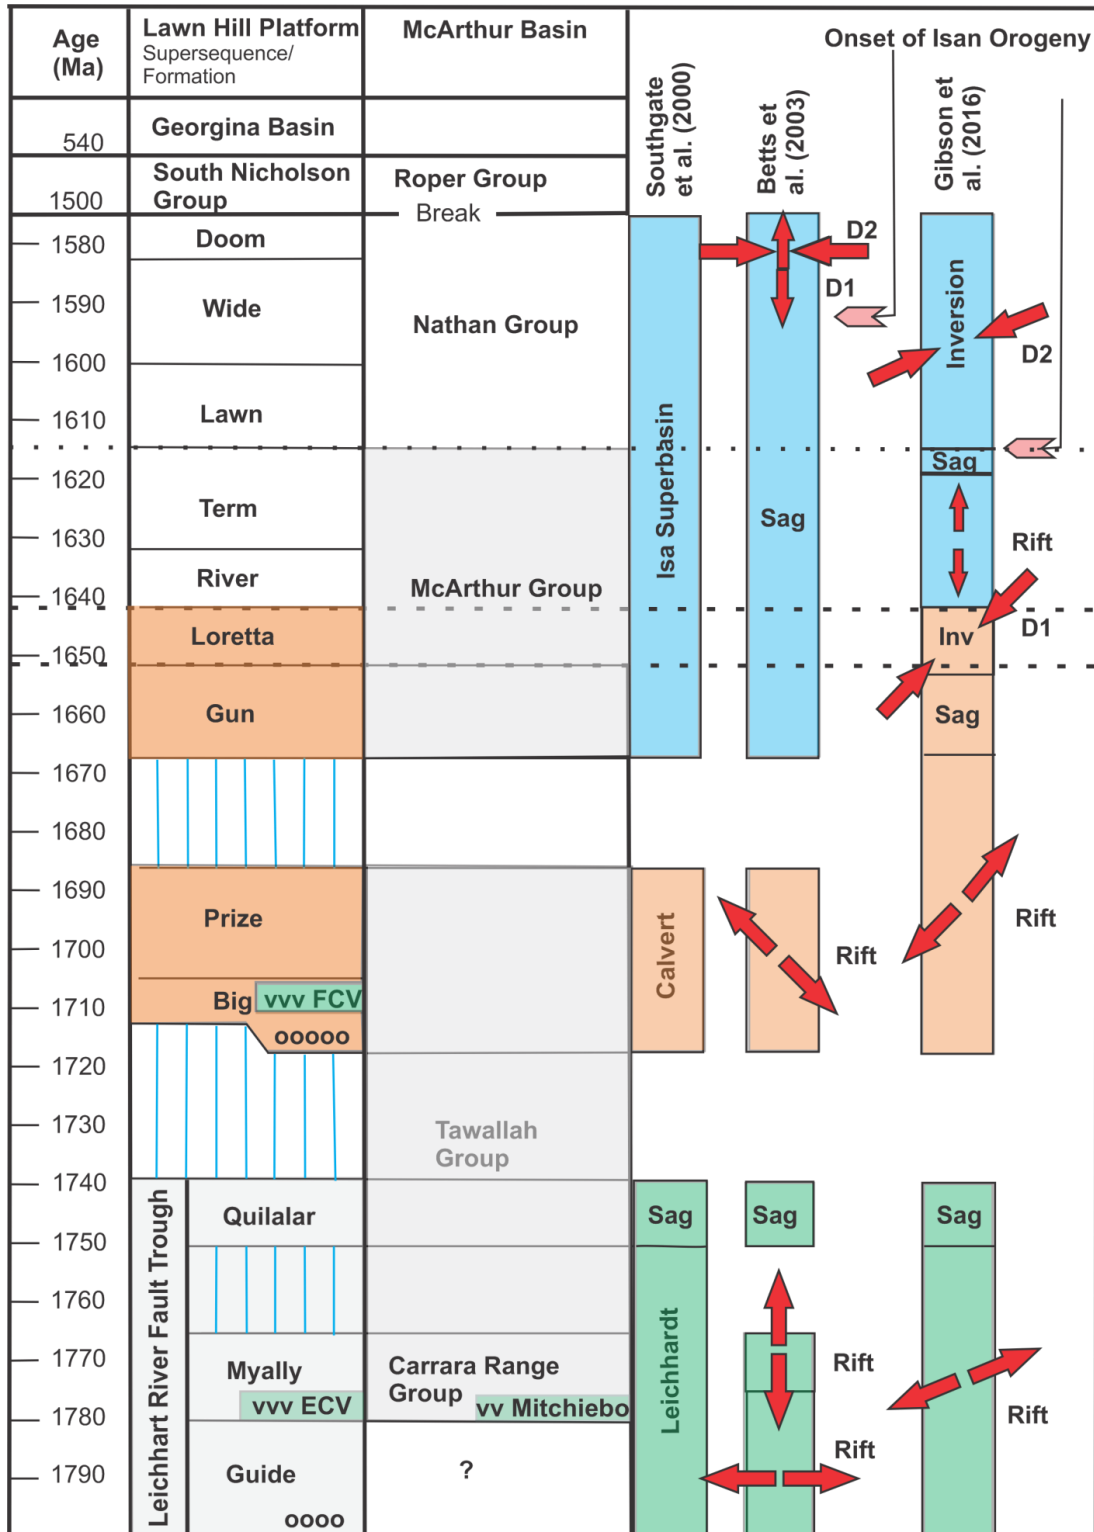 Age
(Ma)
Lawn Hill Platform
Supersequence/
Formation
McArthur Basin
Southgate
et al. (2000)
Betts et
al. (2003)
Onset of Isan Orogeny
Gibson et
al. (2016)
540
Georgina Basin
1500
South Nicholson
Group
Roper Group
Break
1580
Doom
D2
1590
Wide
Nathan Group
D1
Inversion
1600
D2
1610
Lawn
Isa Superbasin
Sag
1620
Term
Sag
1630
Rift
River
McArthur Group
1640
Loretta
Inv
D1
1650
1660
Gun
Sag
1670
1680
1690
Prize
Calvert
Rift
Rift
1700
1710
Big
vvv FCV
ooooo
1720
1730
Tawallah
Group
1740
Leichhart River Fault Trough
Quilalar
Sag
Sag
Sag
1750
1760
1770
Myally
Carrara Range
Group
Leichhardt
Rift
vvv ECV
vv Mitchiebo
1780
Rift
1790
Guide
?
Rift
oooo